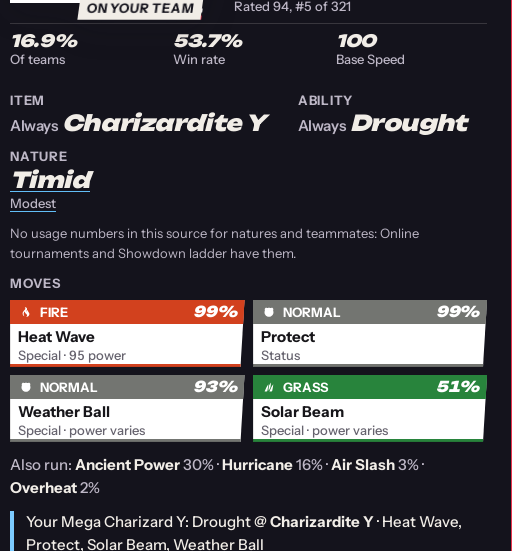 ON YOUR TEAM
Rated 94, #5 of 321
16.9% 53.7% 100
Of teams Win rate Base Speed
ITEM ABILITY
Always Charizardite Y Always Drought
NATURE
Timid
Modest
No usage numbers in this source for natures and teammates: Online
tournaments and Showdown ladder have them.
MOVES
FIRE 99% NORMAL 99%
Heat Wave Protect
Special · 95 power Status
NORMAL 93% GRASS 51%
Weather Ball Solar Beam
Special · power varies Special · power varies
Also run: Ancient Power 30% · Hurricane 16% · Air Slash 3% ·
Overheat 2%
Your Mega Charizard Y: Drought @ Charizardite Y · Heat Wave,
Protect, Solar Beam, Weather Ball